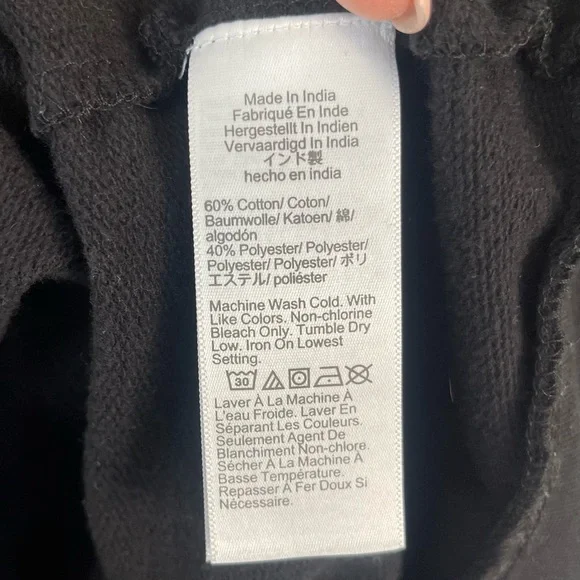 Made In India
Fabriqué En Inde
Hergestellt In Indien
Vervaardigd In India
インド製
hecho en india
60% Cotton/ Coton/
Baumwolle/ Katoen/ 綿/
algodón
40% Polyester/ Polyester/
Polyester/ Polyester/ ポリ
エステル/ poliéster
Machine Wash Cold. With
Like Colors. Non-chlorine
Bleach Only. Tumble Dry
Low. Iron On Lowest
Setting.
30
Laver À La Machine À
L'eau Froide. Laver En
Séparant Les Couleurs.
Seulement Agent De
Blanchiment Non-chlor.
Sécher À La Machine À
Basse Température.
Repasser À Fer Doux Si
Nécessaire.